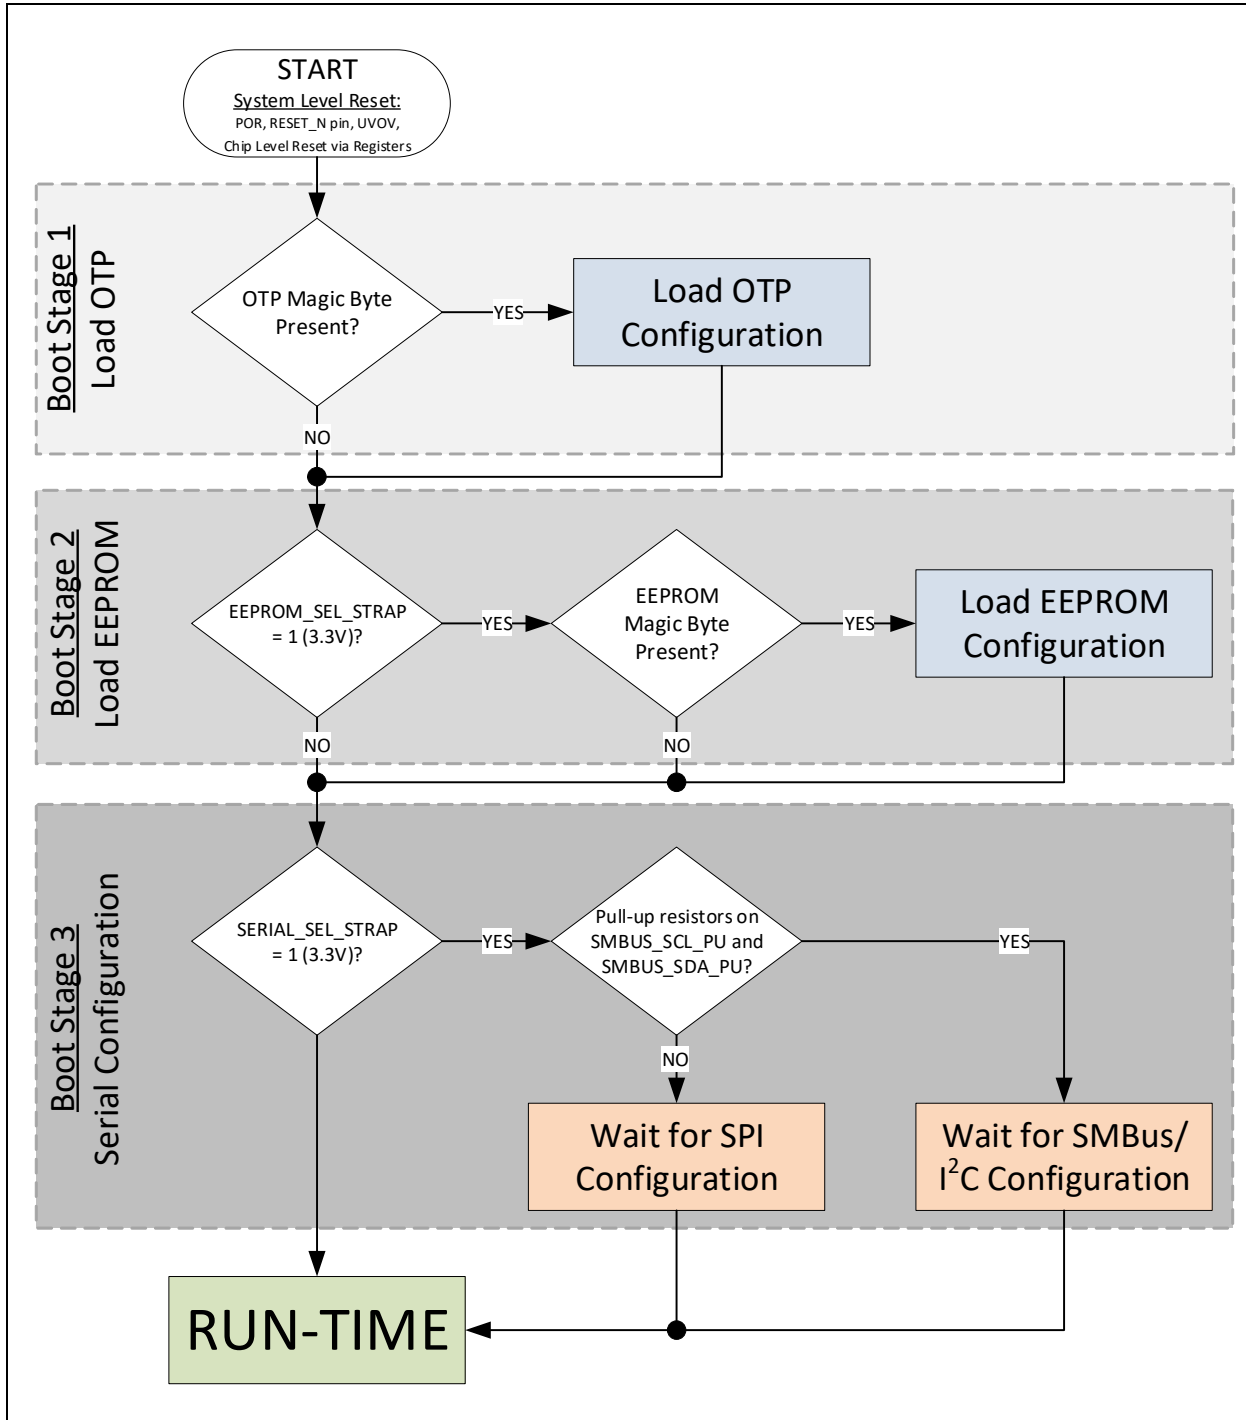 START
System Level Reset:
POR, RESET_N pin, UVOV,
Chip Level Reset via Registers
Boot Stage 1
Load OTP
OTP Magic Byte
Present?
YES
Load OTP
Configuration
NO
Boot Stage 2
Load EEPROM
EEPROM_SEL_STRAP
= 1 (3.3V)?
YES
EEPROM
Magic Byte
Present?
YES
Load EEPROM
Configuration
NO
NO
Boot Stage 3
Serial Configuration
SERIAL_SEL_STRAP
= 1 (3.3V)?
YES
Pull-up resistors on
SMBUS_SCL_PU and
SMBUS_SDA_PU?
YES
NO
Wait for SPI
Configuration
Wait for SMBus/
I²C Configuration
RUN-TIME